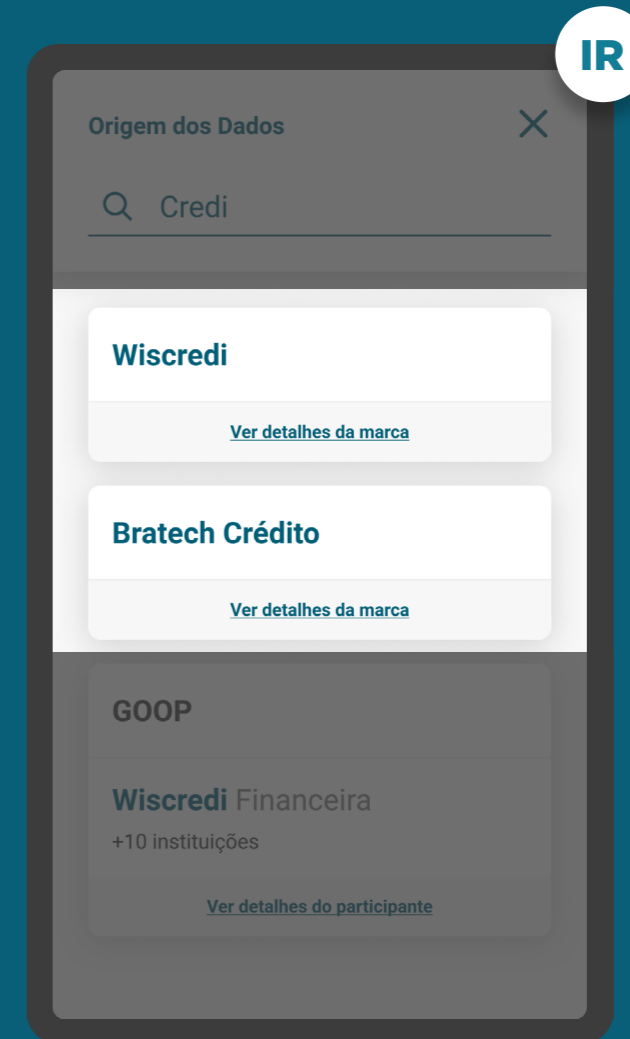 IR
Origem dos Dados
Credi
Wiscredi
Ver detalhes da marca
Bratech Crédito
Ver detalhes da marca
GOOP
Wiscredi Financeira
+10 instituições
Ver detalhes do participante